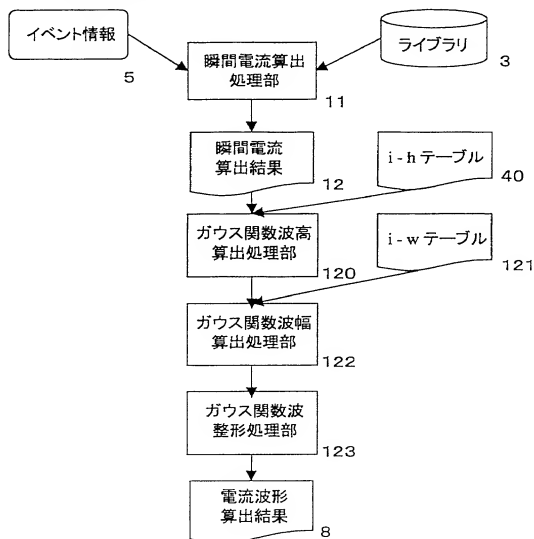 イベント情報
5
ライブラリ
3
瞬間電流算出
処理部
11
瞬間電流
算出結果
12
i-hテーブル
40
ガウス関数波高
算出処理部
120
i-wテーブル
121
ガウス関数波幅
算出処理部
122
ガウス関数波
整形処理部
123
電流波形
算出結果
8